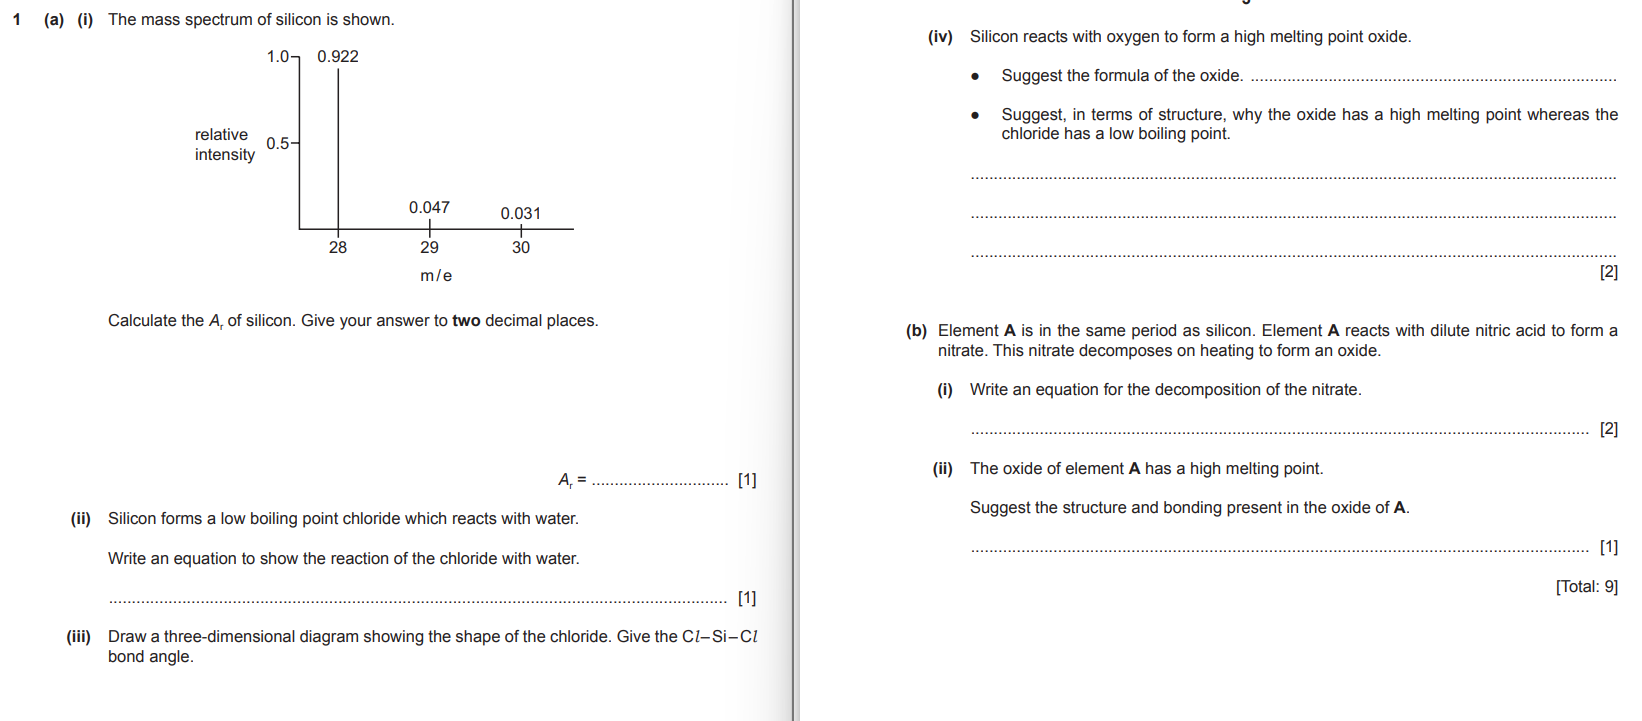 1 (a) (i) The mass spectrum of silicon is shown.
1.0
0.922
relative
intensity
0.5
0.047
0.031
28
29
30
m/e
Calculate the Ar of silicon. Give your answer to two decimal places.
Ar = .............................. [1]
(ii) Silicon forms a low boiling point chloride which reacts with water.
Write an equation to show the reaction of the chloride with water.
.............................................................. [1]
(iii) Draw a three-dimensional diagram showing the shape of the chloride. Give the Cl–Si–Cl
bond angle.
(iv) Silicon reacts with oxygen to form a high melting point oxide.
• Suggest the formula of the oxide. ..............................................................
• Suggest, in terms of structure, why the oxide has a high melting point whereas the
chloride has a low boiling point.
..............................................................
..............................................................
..............................................................
[2]
(b) Element A is in the same period as silicon. Element A reacts with dilute nitric acid to form a
nitrate. This nitrate decomposes on heating to form an oxide.
(i) Write an equation for the decomposition of the nitrate.
.............................................................. [2]
(ii) The oxide of element A has a high melting point.
Suggest the structure and bonding present in the oxide of A.
.............................................................. [1]
[Total: 9]